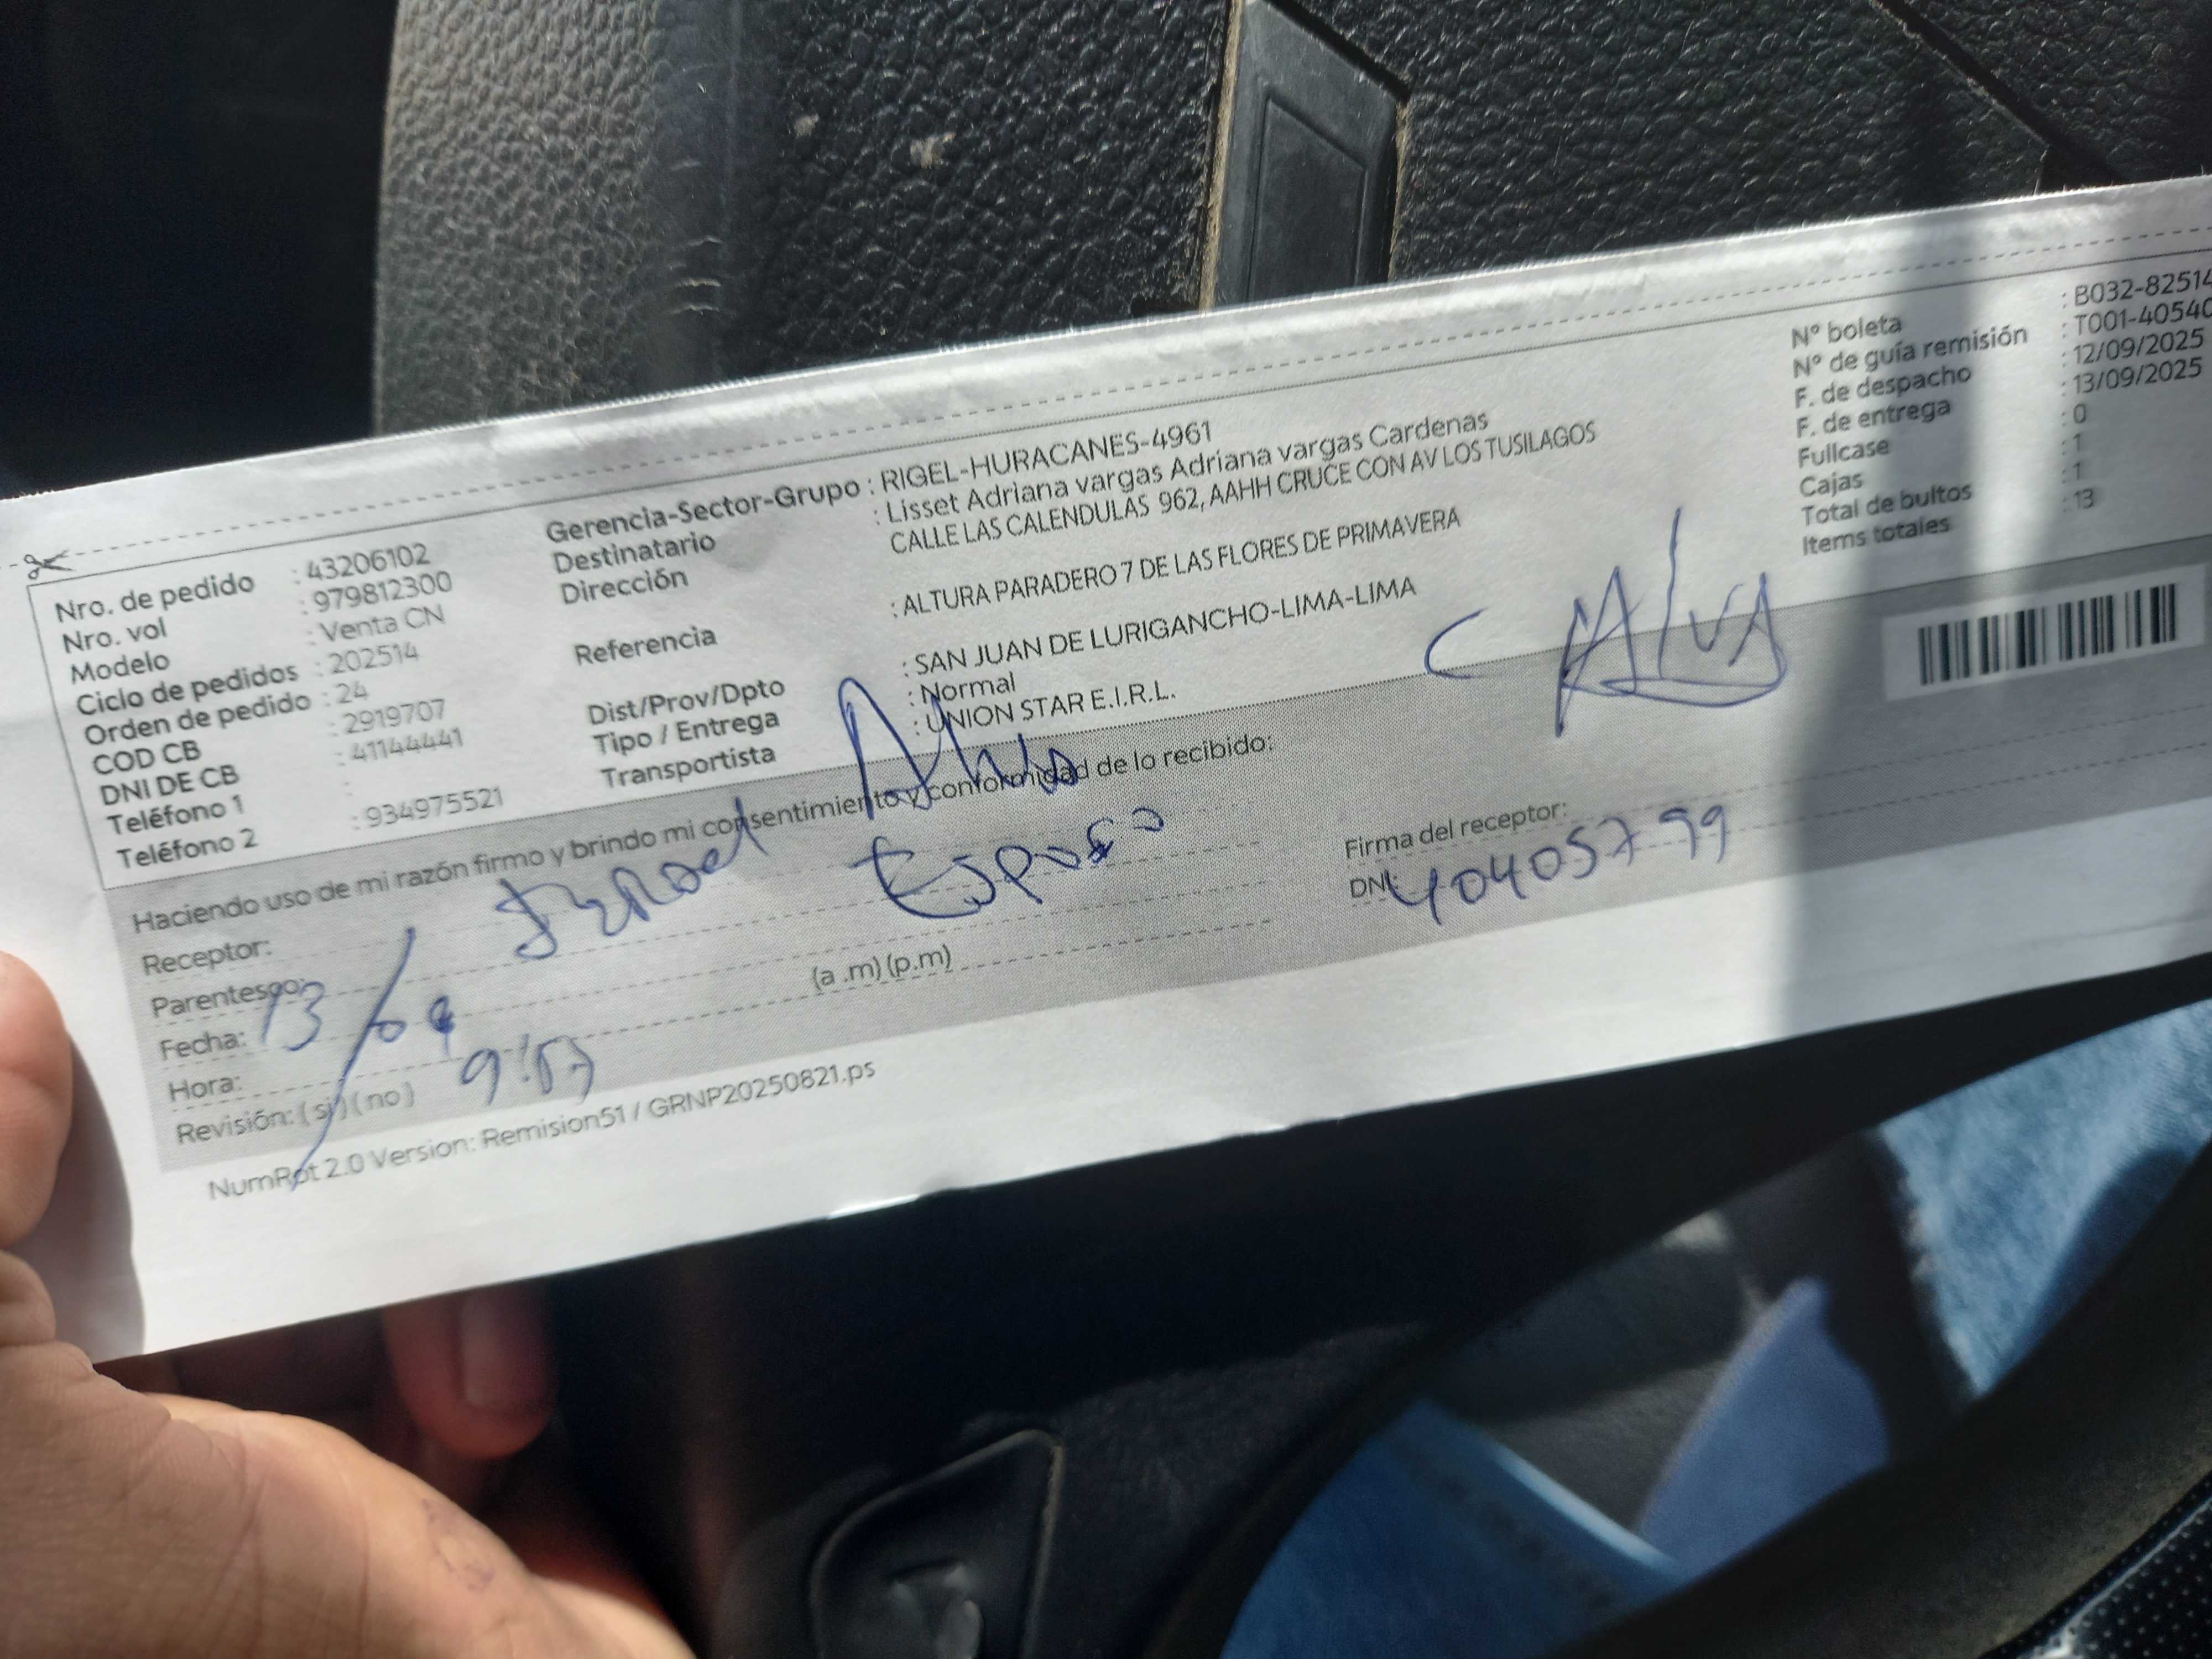 Nro. de pedido : 43206102
Nro. vol : 979812300
Modelo : Venta CN
Ciclo de pedidos : 202514
Orden de pedido : 24
COD CB : 2919707
DNI DE CB : 41144441
Teléfono 1 :
Teléfono 2 : 934975521
Gerencia-Sector-Grupo : RIGEL-HURACANES-4961
Destinatario : Lisset Adriana vargas Adriana vargas Cardenas
Dirección CALLE LAS CALENDULAS 962, AAHH CRUCE CON AV LOS TUSILAGOS
Referencia : ALTURA PARADERO 7 DE LAS FLORES DE PRIMAVERA
Dist/Prov/Dpto : SAN JUAN DE LURIGANCHO-LIMA-LIMA
Tipo / Entrega : Normal
Transportista : UNION STAR E.I.R.L.
Nº boleta : B032-82514
Nº de guía remisión : T001-40540
F. de despacho : 12/09/2025
F. de entrega : 13/09/2025
Fullcase : 0
Cajas : 1
Total de bultos : 1
Items totales : 13
Haciendo uso de mi razón firmo y brindo mi consentimiento y conformidad de lo recibido:
Receptor:
Parentesco: Esposo
Fecha: 13/09
Hora: 9:57 (a .m) (p.m)
Revisión: ( si ) ( no )
Firma del receptor:
DNI: 40405799
NumRot 2.0 Version: Remision51 / GRNP20250821.ps